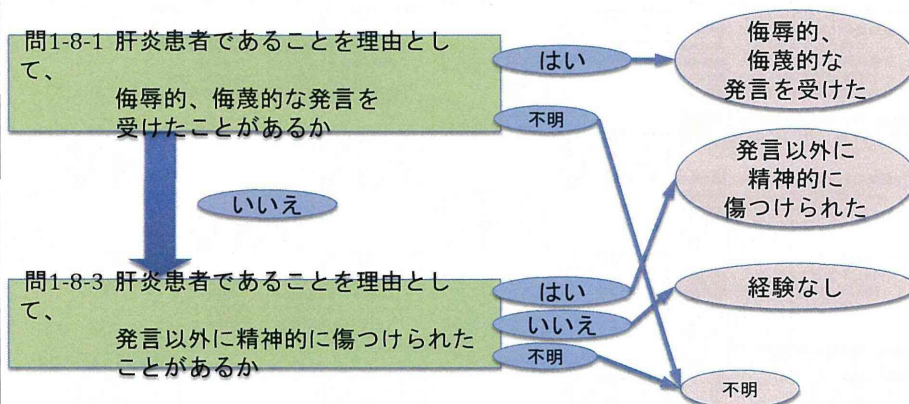 問1-8-1 肝炎患者であることを理由とし
て、
侮辱的、侮蔑的な発言を
受けたことがあるか
はい
不明
侮辱的、
侮蔑的な
発言を受けた
いいえ
発言以外に
精神的に
傷つけられた
問1-8-3 肝炎患者であることを理由とし
て、
発言以外に精神的に傷つけられた
ことがあるか
はい
いいえ
不明
経験なし
不明